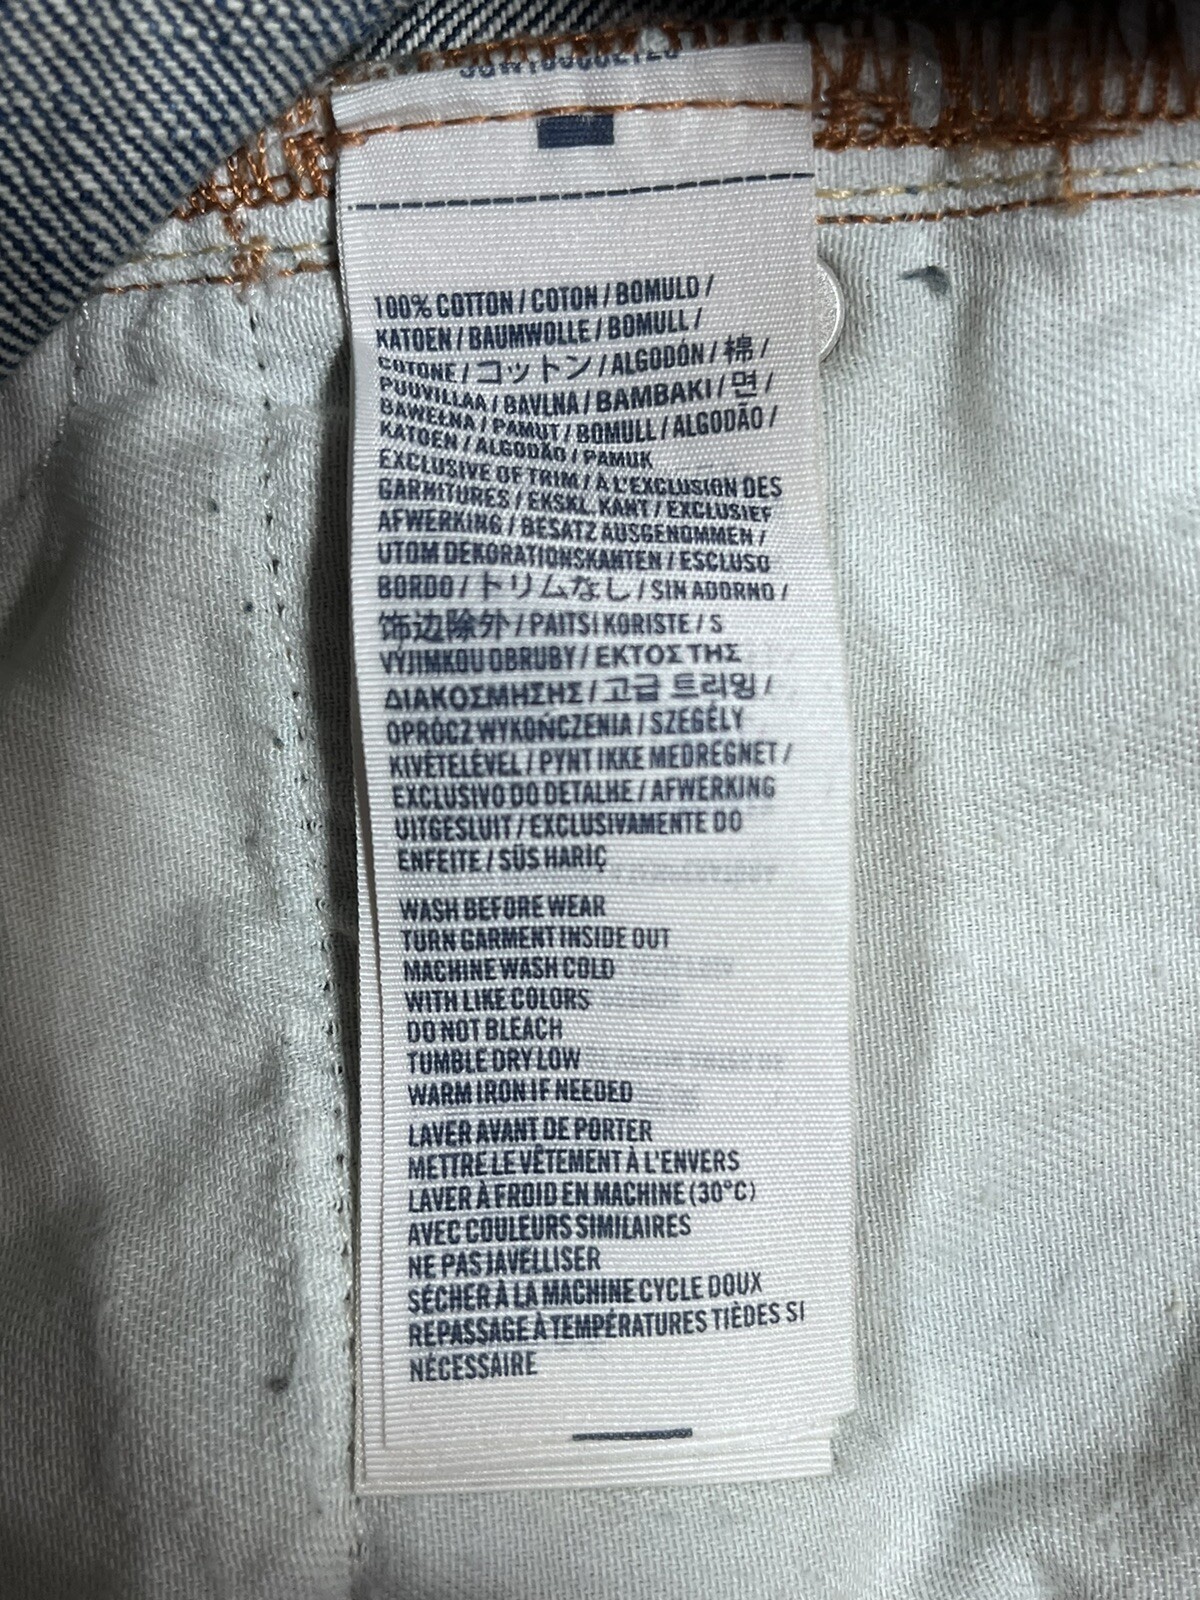 100% COTTON / COTON / BOMULD /
KATOEN / BAUMWOLLE / BOMULL /
COTONE / コットン / ALGODÓN / 棉 /
PUUVILLAA / BAVLNA / BAMBAKI / 면 /
BAWEŁNA / PAMUT / BOMULL / ALGODÃO /
KATOEN / ALGODÃO / PAMUK
EXCLUSIVE OF TRIM / À L'EXCLUSION DES
GARNITURES / EKSKL. KANT / EXCLUSIEF
AFWERKING / BESATZ AUSGENOMMEN /
UTOM DEKORATIONSKANTEN / ESCLUSO
BORDO / トリムなし / SIN ADORNO /
饰边除外 / PAITSI KORISTE / S
VÝJIMKOU OBRUBY / ΕΚΤΟΣ ΤΗΣ
ΔΙΑΚΟΣΜΗΣΗΣ / 고급 트리밍 /
OPRÓCZ WYKOŃCZENIA / SZEGÉLY
KIVÉTELÉVEL / PYNT IKKE MEDREGNET /
EXCLUSIVO DO DETALHE / AFWERKING
UITGESLUIT / EXCLUSIVAMENTE DO
ENFEITE / SÜS HARİÇ
WASH BEFORE WEAR
TURN GARMENT INSIDE OUT
MACHINE WASH COLD
WITH LIKE COLORS
DO NOT BLEACH
TUMBLE DRY LOW
WARM IRON IF NEEDED
LAVER AVANT DE PORTER
METTRE LE VÊTEMENT À L'ENVERS
LAVER À FROID EN MACHINE (30°C)
AVEC COULEURS SIMILAIRES
NE PAS JAVELLISER
SÉCHER À LA MACHINE CYCLE DOUX
REPASSAGE À TEMPÉRATURES TIÈDES SI
NÉCESSAIRE